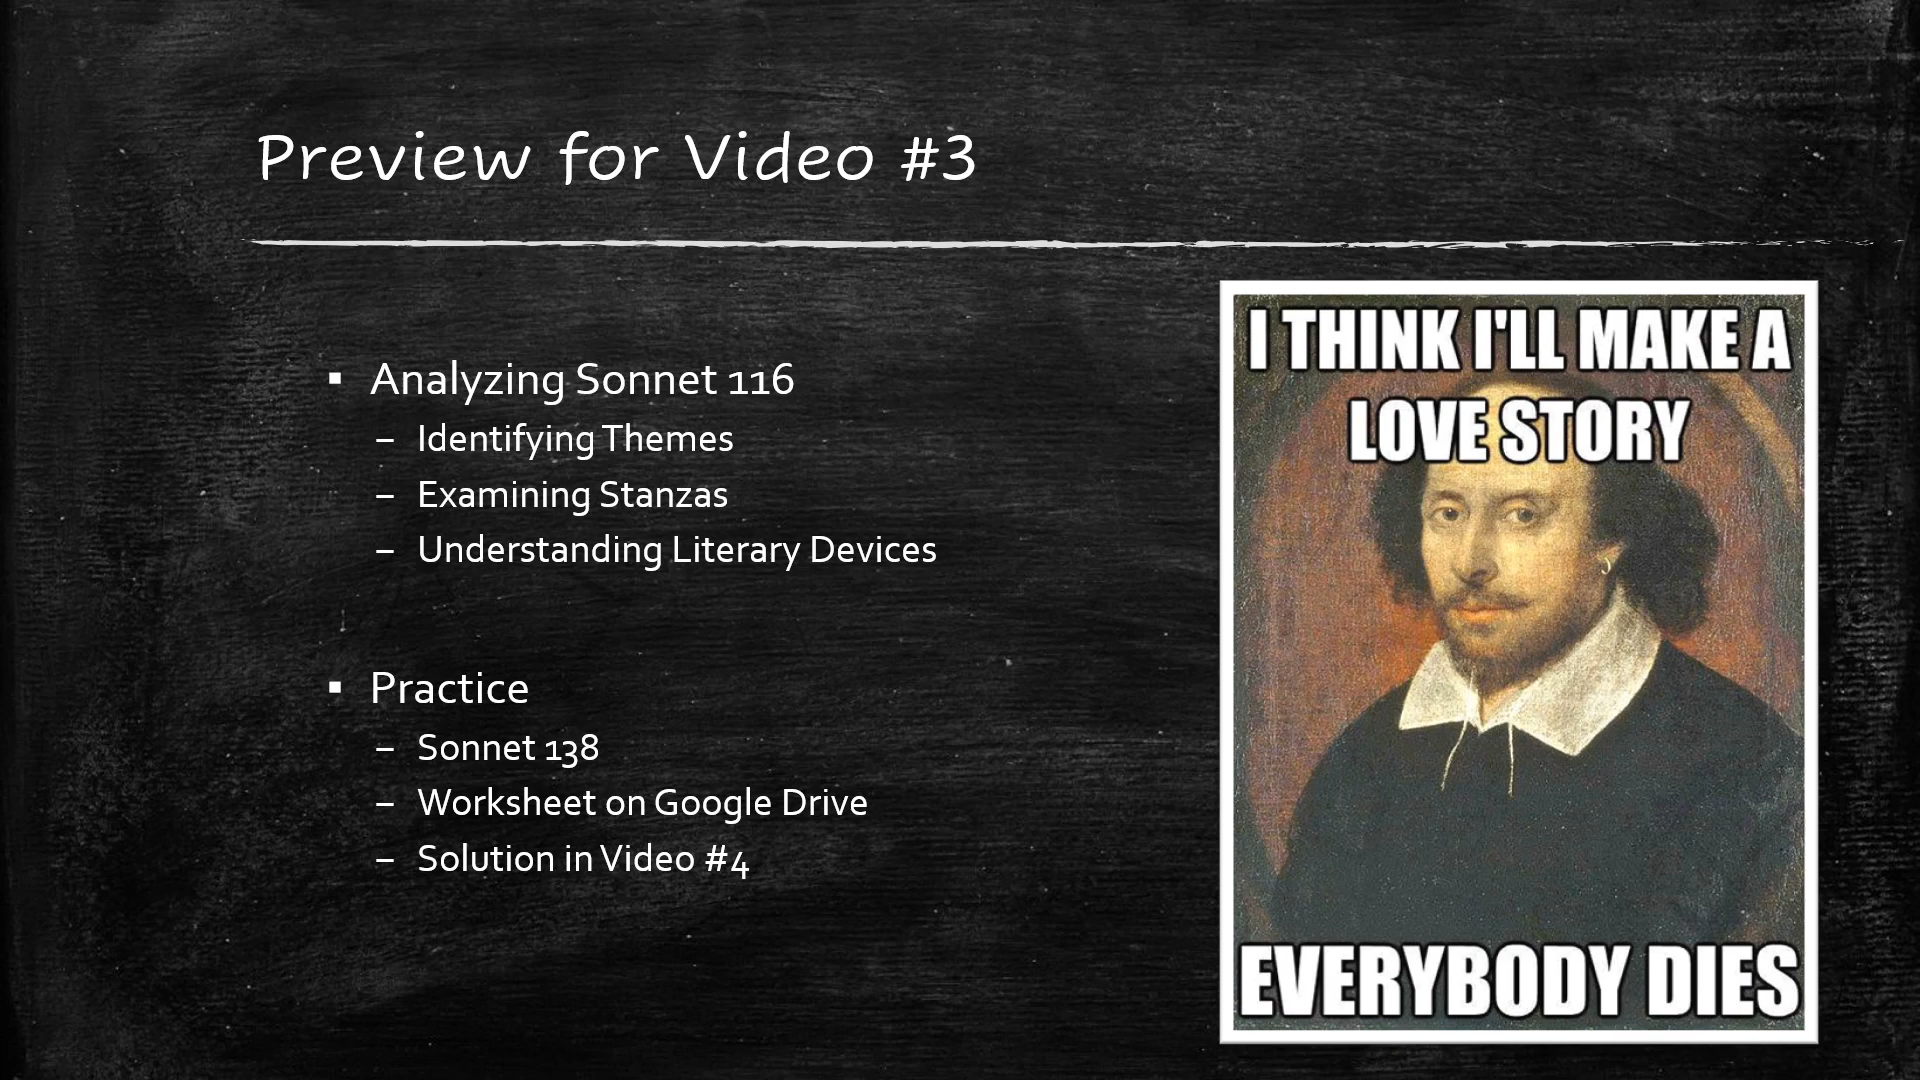 Preview for Video #3
▪ Analyzing Sonnet 116
– Identifying Themes
– Examining Stanzas
– Understanding Literary Devices
▪ Practice
– Sonnet 138
– Worksheet on Google Drive
– Solution in Video #4
I THINK I'LL MAKE A
LOVE STORY
EVERYBODY DIES